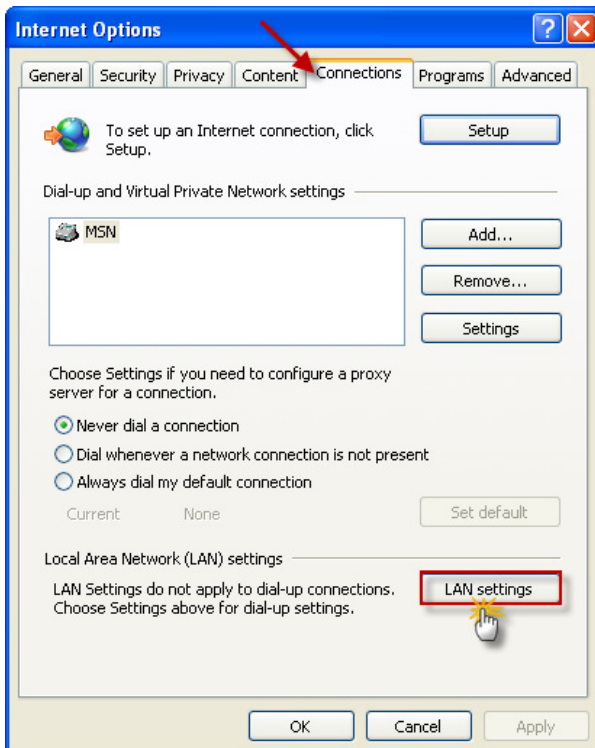 Internet Options
General Security Privacy Content Connections Programs Advanced
To set up an Internet connection, click
Setup.
Setup
Dial-up and Virtual Private Network settings
MSN
Add...
Remove...
Settings
Choose Settings if you need to configure a proxy
server for a connection.
Never dial a connection
Dial whenever a network connection is not present
Always dial my default connection
Current None
Set default
Local Area Network (LAN) settings
LAN Settings do not apply to dial-up connections.
Choose Settings above for dial-up settings.
LAN settings
OK Cancel Apply